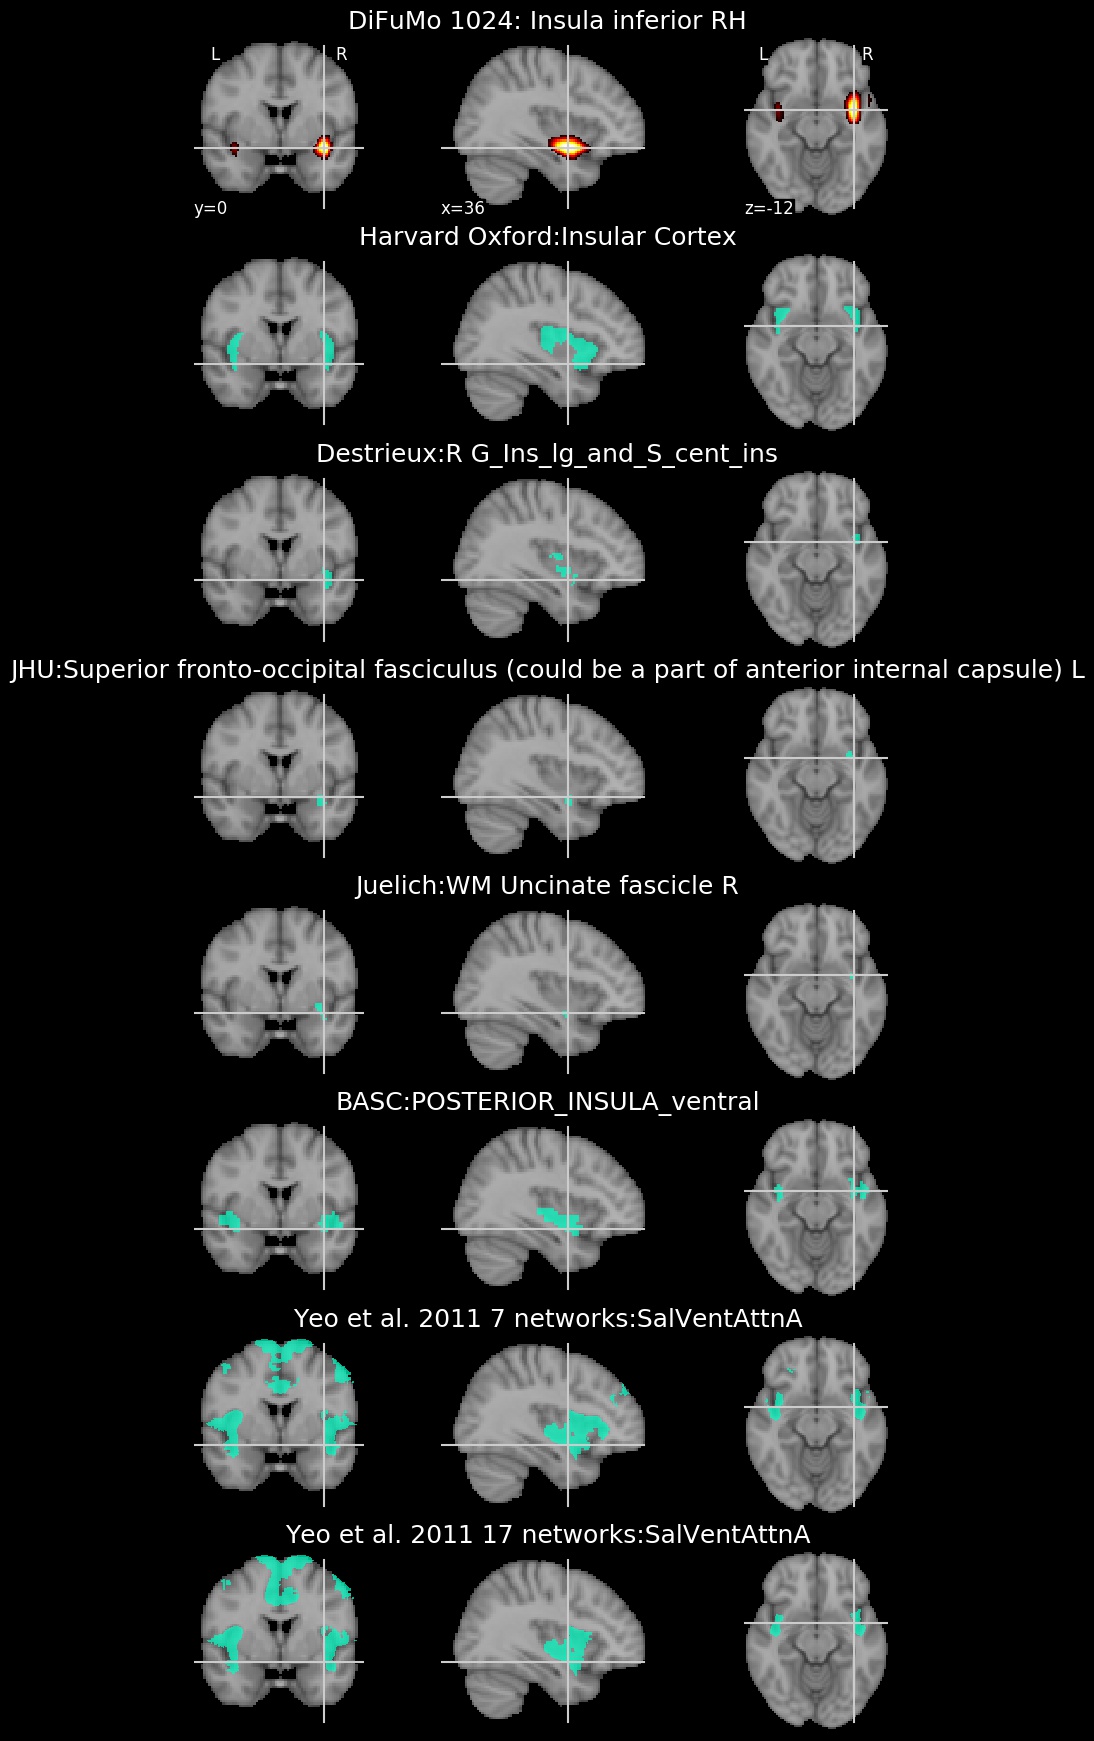 DiFuMo 1024: Insula inferior RH
L R L R
y=0 x=36 z=-12
Harvard Oxford:Insular Cortex
Destrieux:R G_Ins_lg_and_S_cent_ins
JHU:Superior fronto-occipital fasciculus (could be a part of anterior internal capsule) L
Juelich:WM Uncinate fascicle R
BASC:POSTERIOR_INSULA_ventral
Yeo et al. 2011 7 networks:SalVentAttnA
Yeo et al. 2011 17 networks:SalVentAttnA